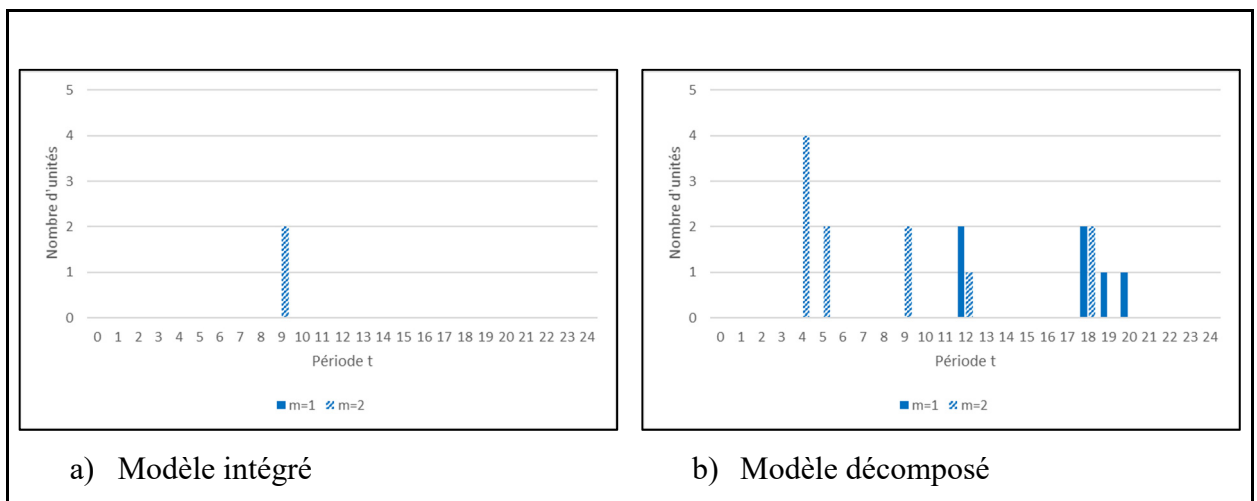 5
4
3
2
1
0
Nombre d'unités
0 1 2 3 4 5 6 7 8 9 10 11 12 13 14 15 16 17 18 19 20 21 22 23 24
Période t
m=1 m=2
a) Modèle intégré
5
4
3
2
1
0
Nombre d'unités
0 1 2 3 4 5 6 7 8 9 10 11 12 13 14 15 16 17 18 19 20 21 22 23 24
Période t
m=1 m=2
b) Modèle décomposé